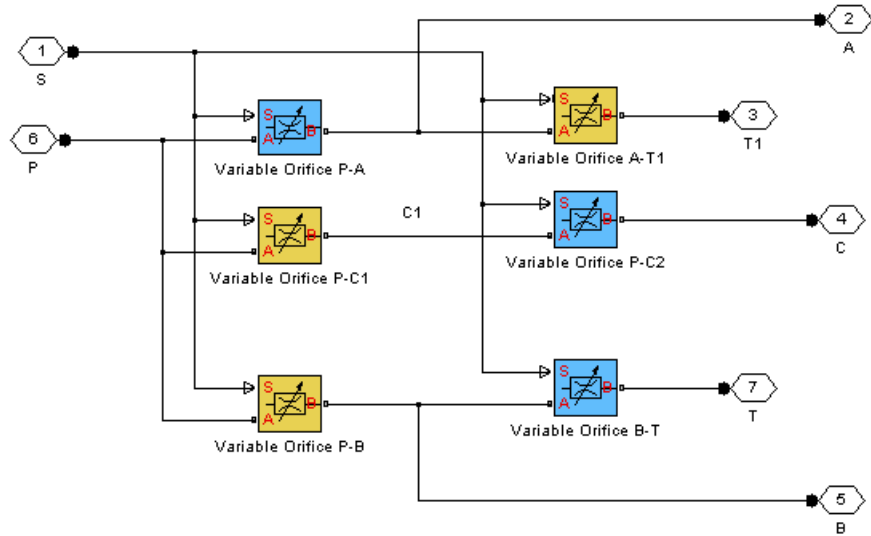 2
A
1
S
S
A
B
Variable Orifice P-A
S
A
B
Variable Orifice A-T1
3
T1
6
P
C1
S
A
B
Variable Orifice P-C1
S
A
B
Variable Orifice P-C2
4
C
S
A
B
Variable Orifice P-B
S
A
B
Variable Orifice B-T
7
T
5
B